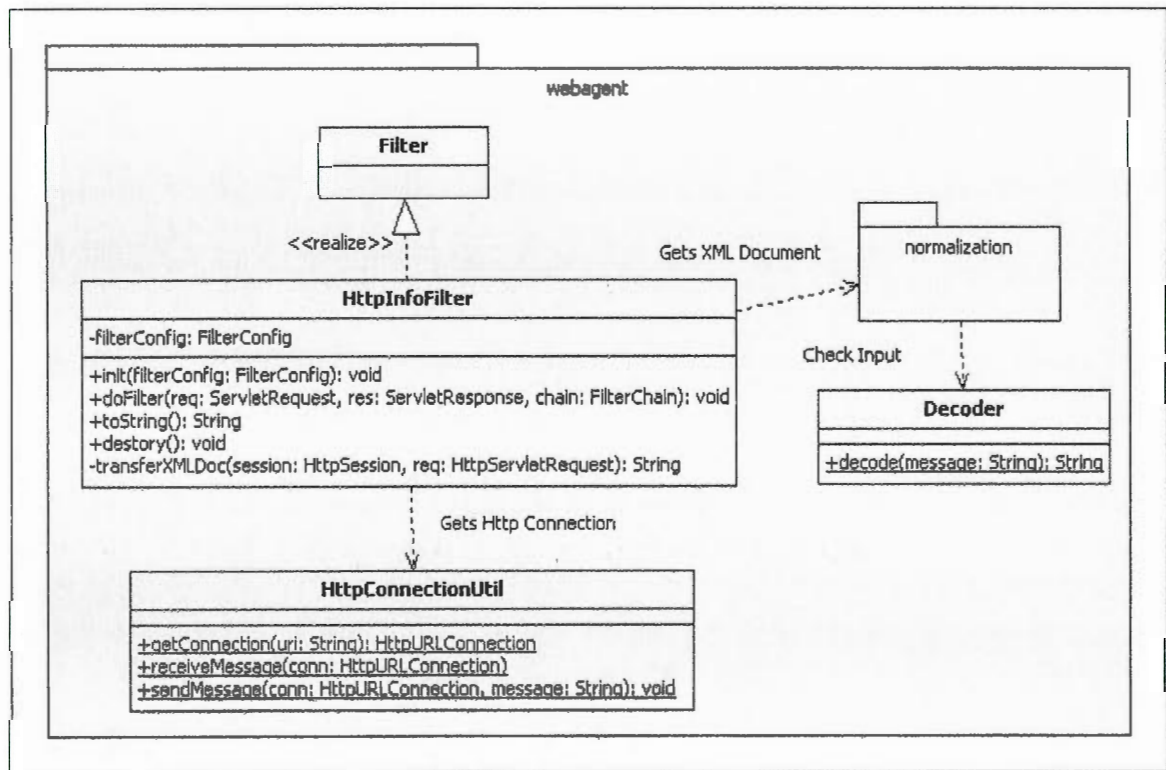 webagent
Filter
<<realize>>
Gets XML Document
normalization
HttpInfoFilter
-filterConfig: FilterConfig
+init(filterConfig: FilterConfig): void
+doFilter(req: ServletRequest, res: ServletResponse, chain: FilterChain): void
+toString(): String
+destory(): void
-transferXMLDoc(session: HttpSession, req: HttpServletRequest): String
Check Input
Decoder
+decode(message: String): String
Gets Http Connection
HttpConnectionUtil
+getConnection(url: String): HttpURLConnection
+receiveMessage(conn: HttpURLConnection)
+sendMessage(conn: HttpURLConnection, message: String): void